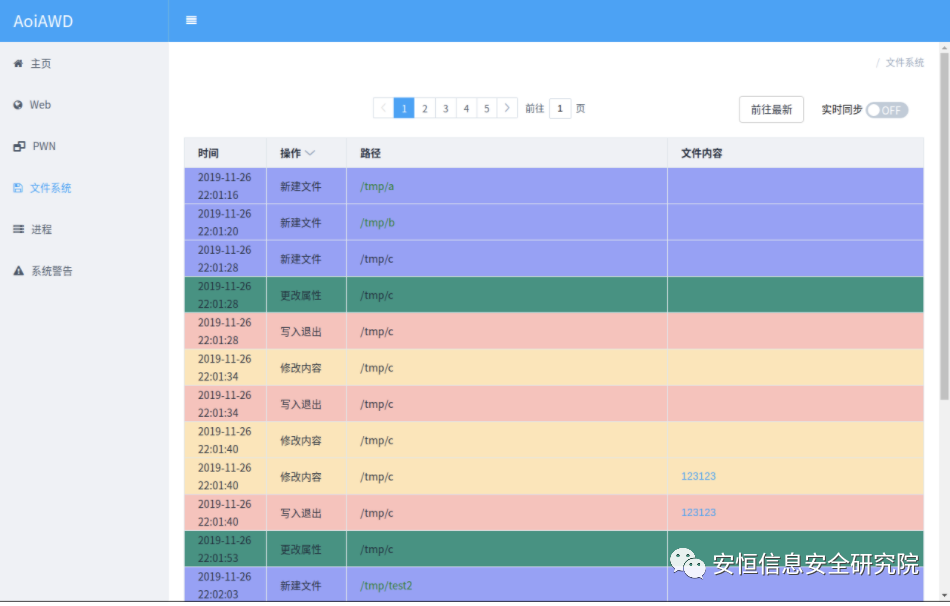 AoiAWD
主页
Web
PWN
文件系统
进程
系统警告
/ 文件系统
1 2 3 4 5 前往 1 页
前往最新
实时同步 OFF
时间 操作 路径 文件内容
2019-11-26 22:01:16 新建文件 /tmp/a
2019-11-26 22:01:20 新建文件 /tmp/b
2019-11-26 22:01:28 新建文件 /tmp/c
2019-11-26 22:01:28 更改属性 /tmp/c
2019-11-26 22:01:28 写入退出 /tmp/c
2019-11-26 22:01:34 修改内容 /tmp/c
2019-11-26 22:01:34 写入退出 /tmp/c
2019-11-26 22:01:40 修改内容 /tmp/c
2019-11-26 22:01:40 修改内容 /tmp/c 123123
2019-11-26 22:01:40 写入退出 /tmp/c 123123
2019-11-26 22:01:53 更改属性 /tmp/c
2019-11-26 22:02:03 新建文件 /tmp/test2
安恒信息安全研究院